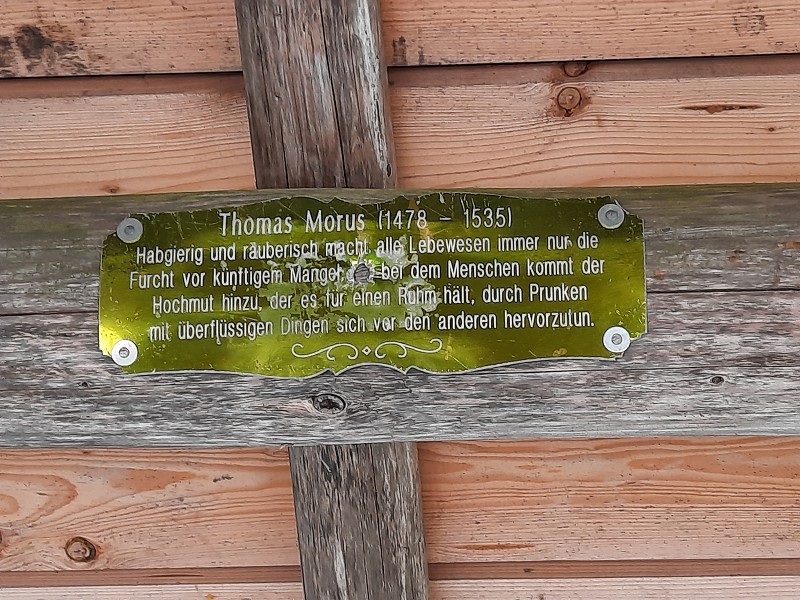 Thomas Morus (1478 – 1535)
Habgierig und räuberisch macht alle Lebewesen immer nur die
Furcht vor künftigem Mangel bei dem Menschen kommt der
Hochmut hinzu, der es für einen Ruhm hält, durch Prunken
mit überflüssigen Dingen sich vor den anderen hervorzutun.